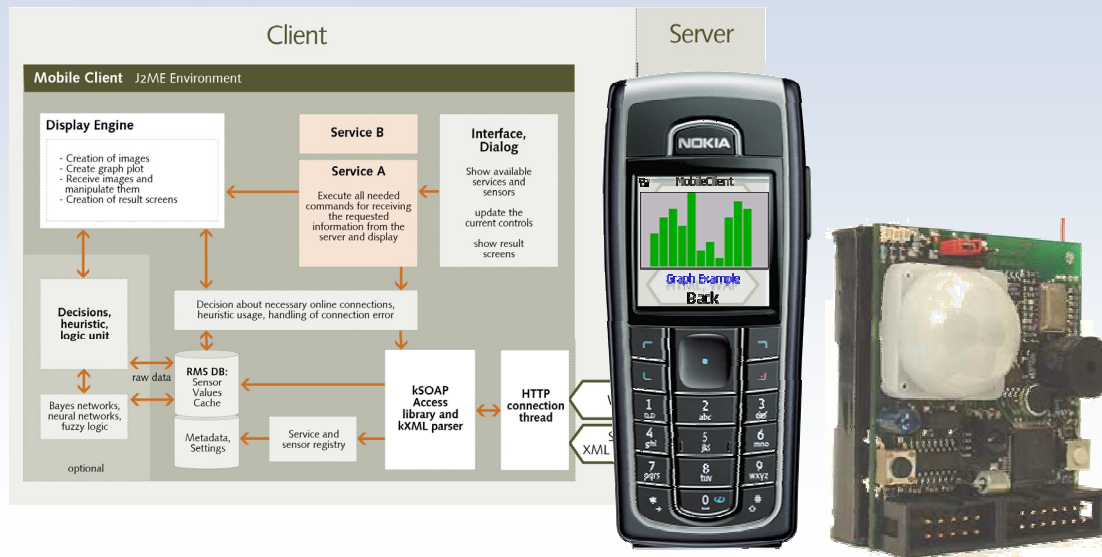 Client
Server
Mobile Client J2ME Environment
Display Engine
- Creation of images
- Create graph plot
- Receive images and
manipulate them
- Creation of result screens
Service B
Service A
Execute all needed
commands for receiving
the requested
information from the
server and display
Interface,
Dialog
Show available
services and
sensors
update the
current controls
show result
screens
Decisions,
heuristic,
logic unit
Decision about necessary online connections,
heuristic usage, handling of connection error
raw data
RMS DB:
Sensor
Values
Cache
Bayes networks,
neural networks,
fuzzy logic
Metadata,
Settings
Service and
sensor registry
kSOAP
Access
library and
kXML parser
HTTP
connection
thread
optional
XML
NOKIA
MobileClient
Graph Example
Back
1
2
abc
3
def
4
ghi
5
jkl
6
mno
7
pqrs
8
tuv
9
wxyz
*
+
0
#